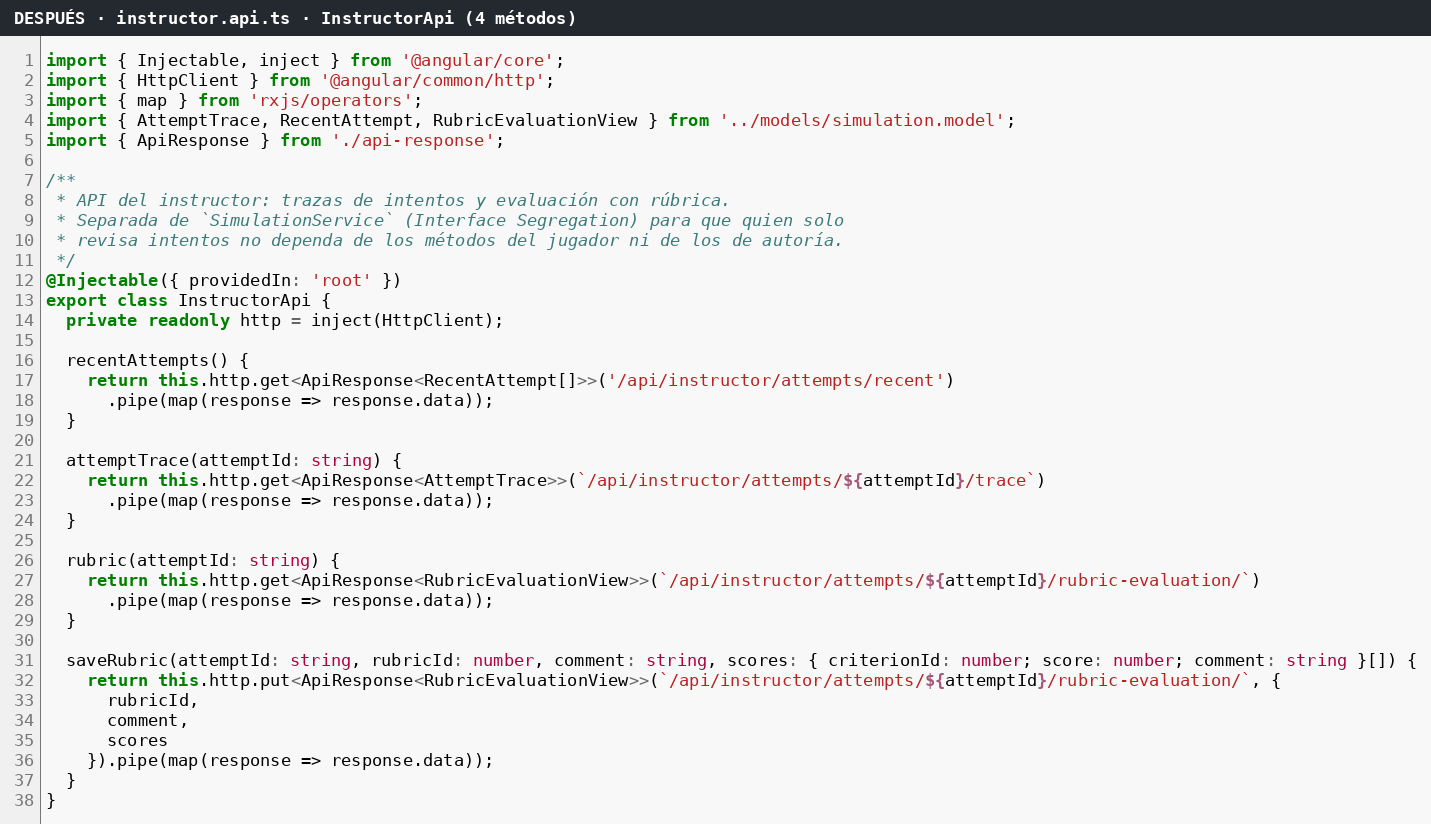 DESPUÉS · instructor.api.ts · InstructorApi (4 métodos)
1 import { Injectable, inject } from '@angular/core';
2 import { HttpClient } from '@angular/common/http';
3 import { map } from 'rxjs/operators';
4 import { AttemptTrace, RecentAttempt, RubricEvaluationView } from '../models/simulation.model';
5 import { ApiResponse } from './api-response';
6
7 /**
8  * API del instructor: trazas de intentos y evaluación con rúbrica.
9  * Separada de `SimulationService` (Interface Segregation) para que quien solo
10  * revisa intentos no dependa de los métodos del jugador ni de los de autoría.
11  */
12 @Injectable({ providedIn: 'root' })
13 export class InstructorApi {
14   private readonly http = inject(HttpClient);
15
16   recentAttempts() {
17     return this.http.get<ApiResponse<RecentAttempt[]>>('/api/instructor/attempts/recent')
18       .pipe(map(response => response.data));
19   }
20
21   attemptTrace(attemptId: string) {
22     return this.http.get<ApiResponse<AttemptTrace>>(`/api/instructor/attempts/${attemptId}/trace`)
23       .pipe(map(response => response.data));
24   }
25
26   rubric(attemptId: string) {
27     return this.http.get<ApiResponse<RubricEvaluationView>>(`/api/instructor/attempts/${attemptId}/rubric-evaluation/`)
28       .pipe(map(response => response.data));
29   }
30
31   saveRubric(attemptId: string, rubricId: number, comment: string, scores: { criterionId: number; score: number; comment: string }[]) {
32     return this.http.put<ApiResponse<RubricEvaluationView>>(`/api/instructor/attempts/${attemptId}/rubric-evaluation/`, {
33       rubricId,
34       comment,
35       scores
36     }).pipe(map(response => response.data));
37   }
38 }